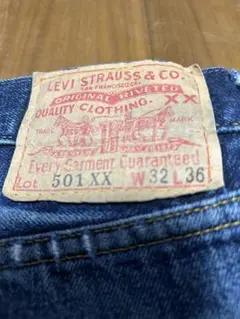 LEVI STRAUSS & CO.
SAN FRANCISCO, CAL.
ORIGINAL RIVETED
QUALITY CLOTHING. XX
TRADE MARK
Every Garment Guaranteed
Lot 501 XX W 32 L 36